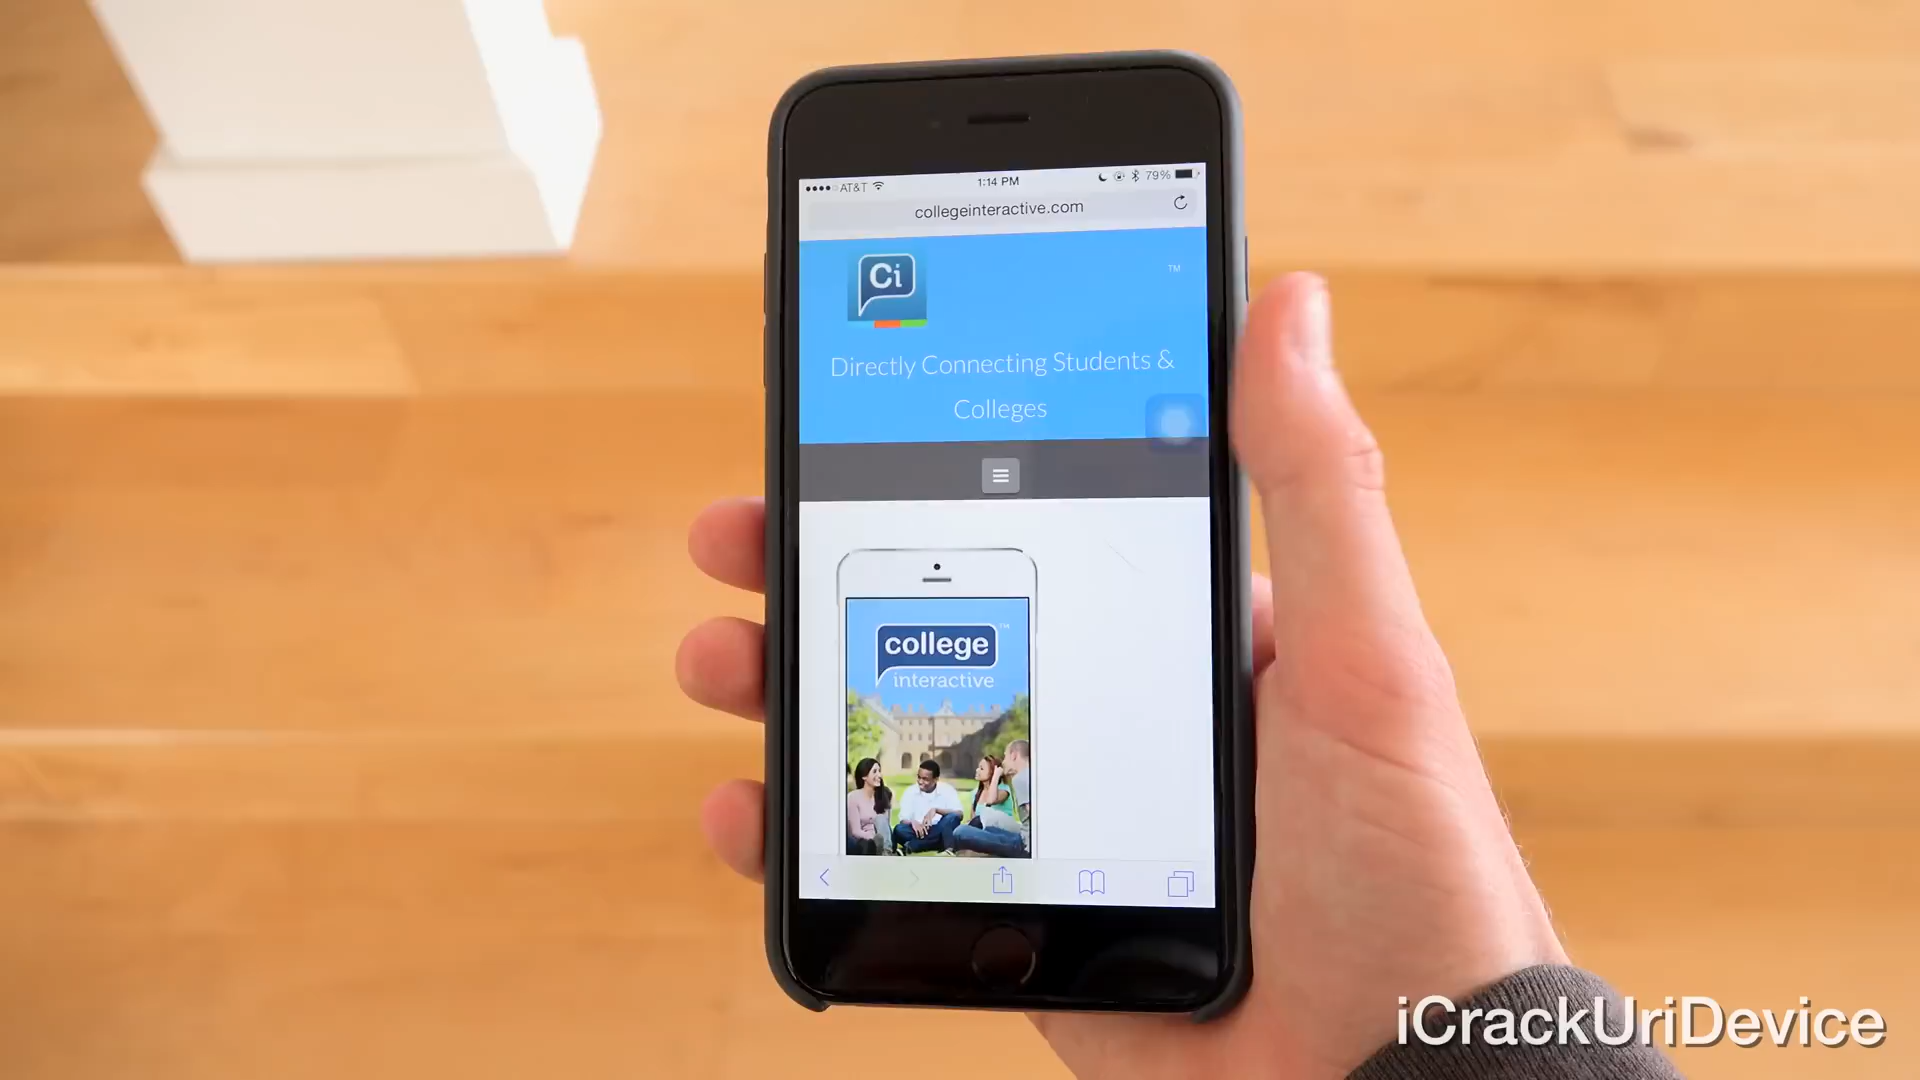 AT&T 1:14 PM 79%
collegeinteractive.com
Ci
TM
Directly Connecting Students &
Colleges
college
TM
interactive
iCrackUriDevice